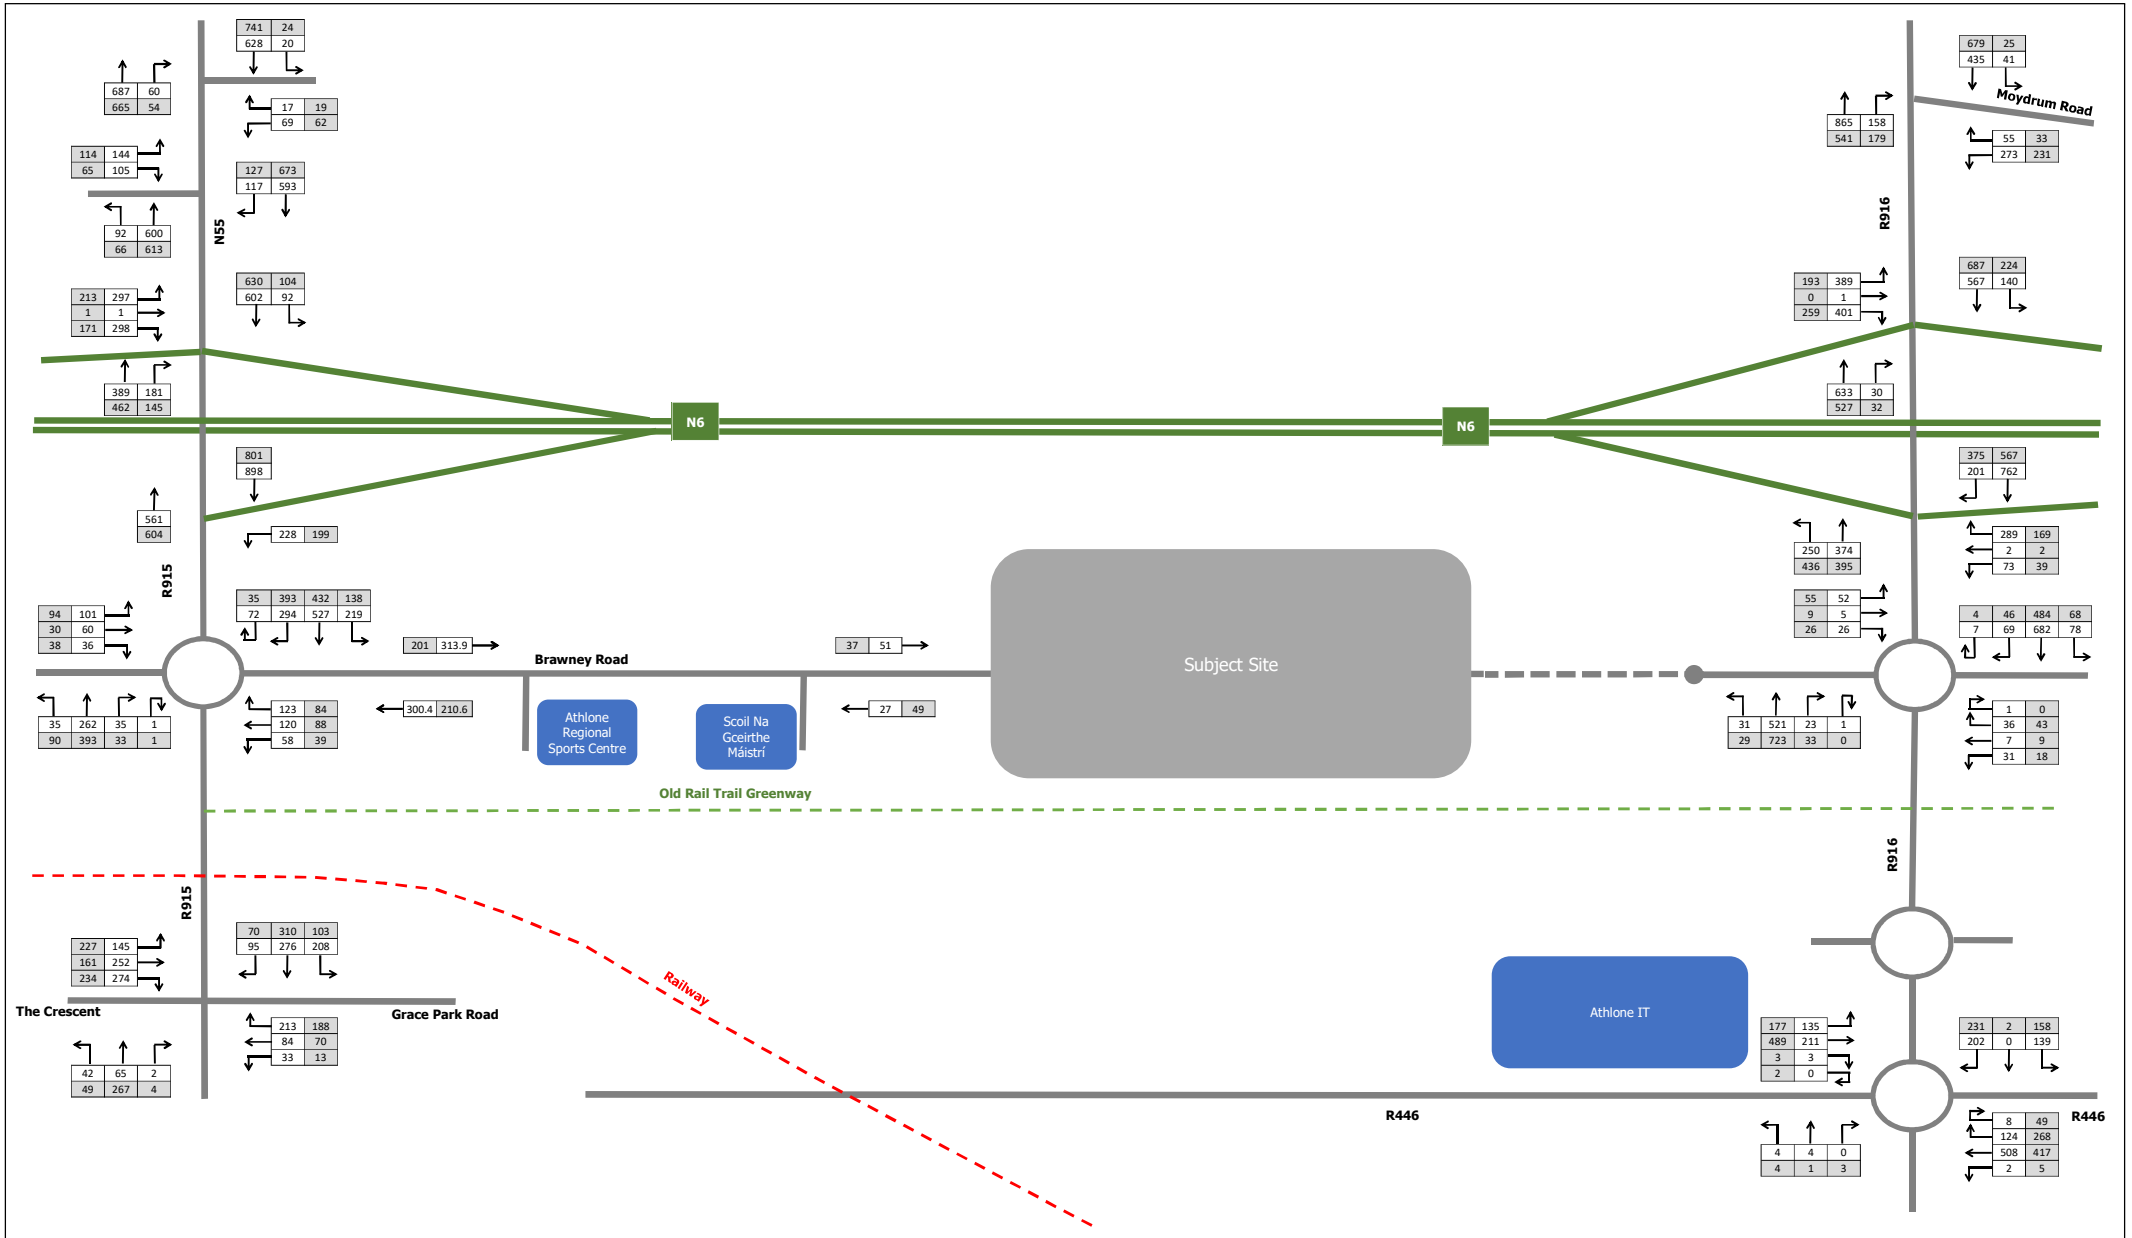 741 24
628 20
679 25
435 41
Moydrum Road
687 60
665 54
17 19
69 62
865 158
541 179
55 33
273 231
114 144
65 105
127 673
117 593
N55
R916
92 600
66 613
630 104
602 92
687 224
567 140
213 297
1 1
171 298
193 389
0 1
259 401
389 181
462 145
633 30
527 32
N6
N6
801
898
375 567
201 762
561
604
228 199
250 374
436 395
289 169
2 2
73 39
R915
94 101
30 60
38 36
35 393 432 138
72 294 527 219
201 313.9
37 51
55 52
9 5
26 26
4 46 484 68
7 69 682 78
Brawney Road
Subject Site
35 262 35 1
90 393 33 1
123 84
120 88
58 39
300.4 210.6
Athlone
Regional
Sports Centre
Scoil Na
Gceirthe
Máistrí
27 49
31 521 23 1
29 723 33 0
1 0
36 43
7 9
31 18
Old Rail Trail Greenway
R916
R915
227 145
161 252
234 274
70 310 103
95 276 208
Railway
The Crescent
Grace Park Road
213 188
84 70
33 13
42 65 2
49 267 4
Athlone IT
177 135
489 211
3 3
2 0
231 2 158
202 0 139
R446
R446
4 4 0
4 1 3
8 49
124 268
508 417
2 5